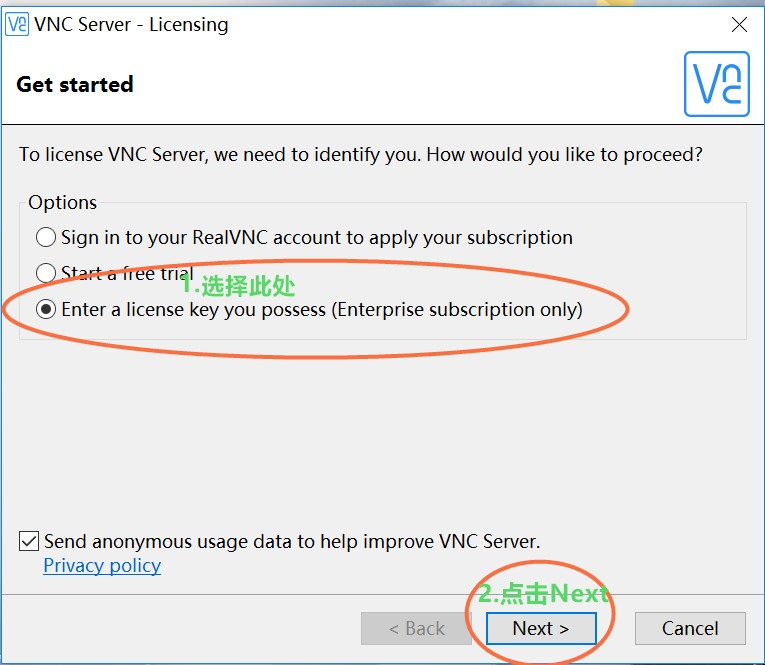 VNC Server - Licensing
Get started
To license VNC Server, we need to identify you. How would you like to proceed?
Options
Sign in to your RealVNC account to apply your subscription
Start a free trial
1.选择此处
Enter a license key you possess (Enterprise subscription only)
Send anonymous usage data to help improve VNC Server.
Privacy policy
2.点击Next
< Back
Next >
Cancel